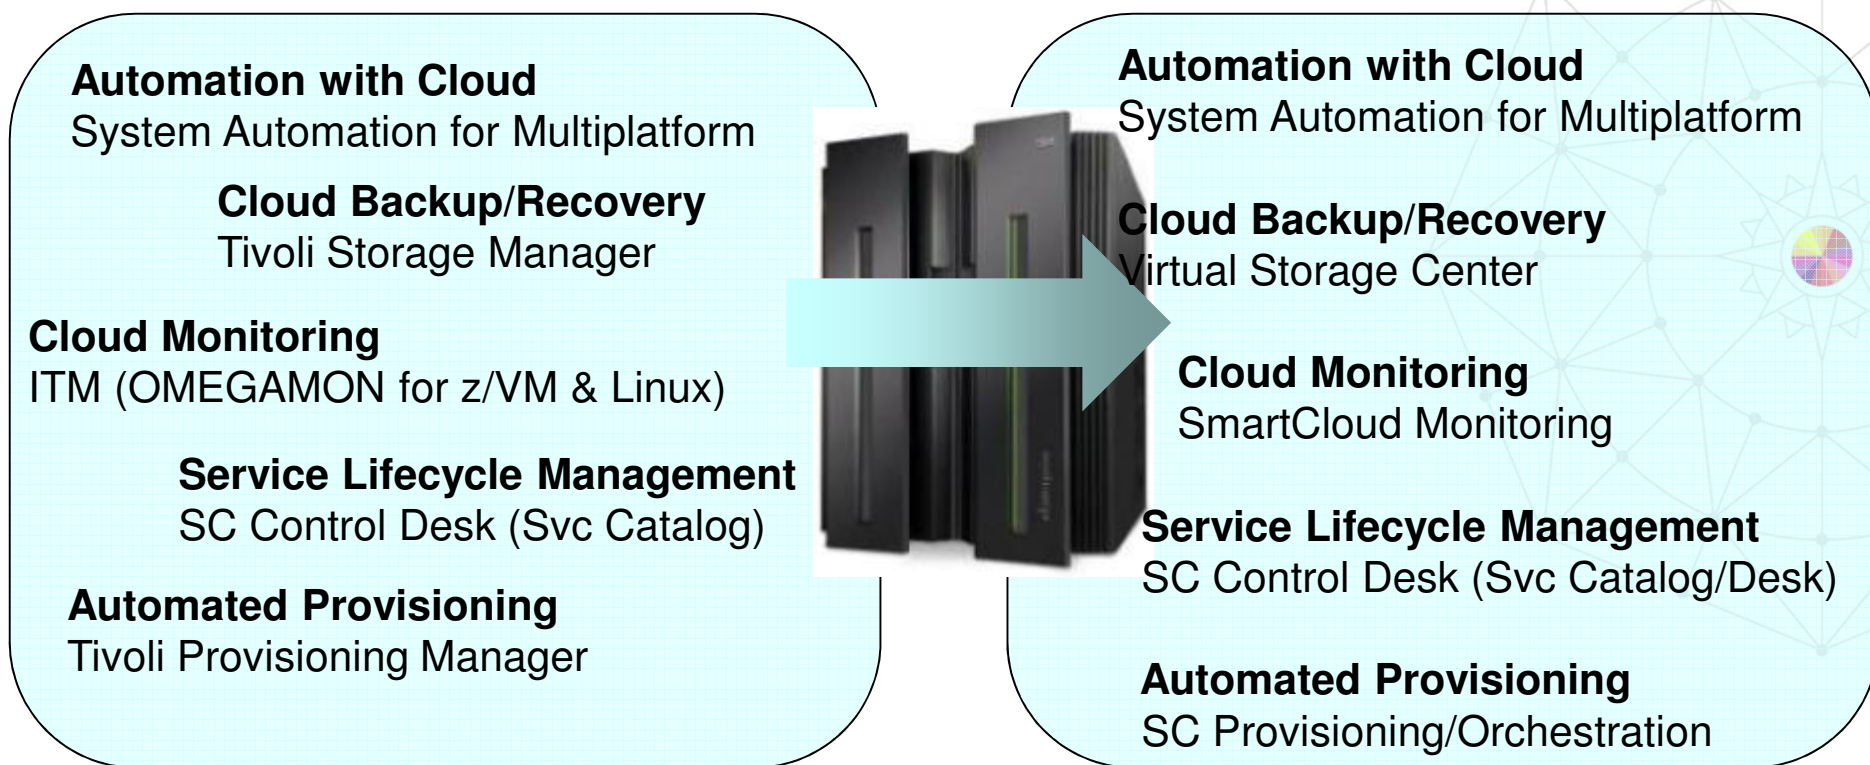 Automation with Cloud
System Automation for Multiplatform
Cloud Backup/Recovery
Tivoli Storage Manager
Cloud Monitoring
ITM (OMEGAMON for z/VM & Linux)
Service Lifecycle Management
SC Control Desk (Svc Catalog)
Automated Provisioning
Tivoli Provisioning Manager
Automation with Cloud
System Automation for Multiplatform
Cloud Backup/Recovery
Virtual Storage Center
Cloud Monitoring
SmartCloud Monitoring
Service Lifecycle Management
SC Control Desk (Svc Catalog/Desk)
Automated Provisioning
SC Provisioning/Orchestration